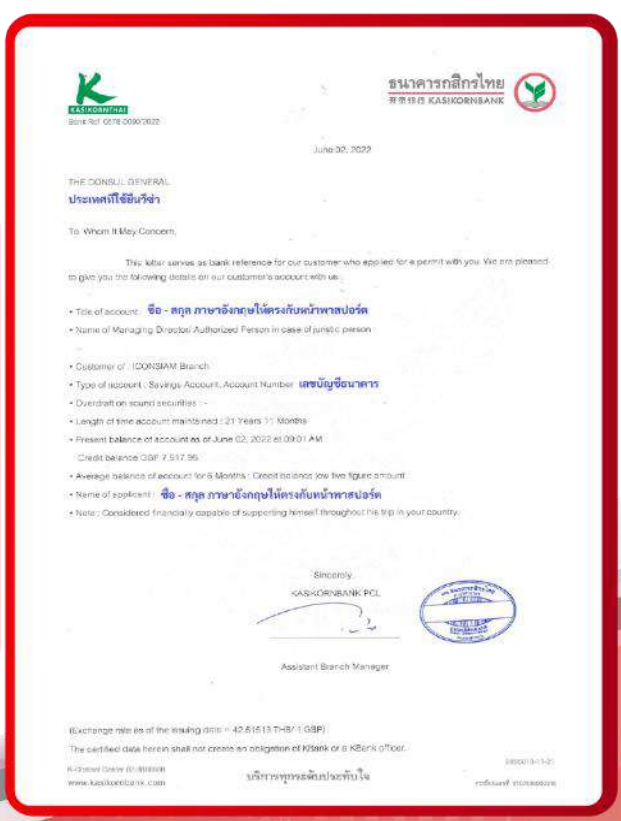 KASIKORNTHAI
ธนาคารกสิกรไทย
开泰银行 KASIKORNBANK
June 02, 2022
THE CONSUL GENERAL
ประเทศที่ใช้ยื่นวีซ่า
To Whom It May Concern,
This letter serves as bank reference for our customer who applied for a permit with you. We are pleased
to give you the following details on our customer's account with us :
• Title of account : ชื่อ - สกุล ภาษาอังกฤษให้ตรงกับหน้าพาสปอร์ต
• Name of Managing Director/ Authorized Person in case of juristic person
-
• Customer of : ICONSIAM Branch
• Type of account : Savings Account, Account Number เลขบัญชีธนาคาร
• Overdraft on sound securities : -
• Length of time account maintained : 21 Years 11 Months
• Present balance of account as of June 02, 2022 at 09:01 AM
Credit balance GBP 7,517.96
• Average balance of account for 6 Months : Credit balance low five figure amount
• Name of applicant : ชื่อ - สกุล ภาษาอังกฤษให้ตรงกับหน้าพาสปอร์ต
• Note : Considered financially capable of supporting himself throughout his trip in your country.
Sincerely,
KASIKORNBANK PCL
Assistant Branch Manager
(Exchange rate as of the issuing date = 42.51513 THB/ 1 GBP)
The certified data herein shall not create an obligation of KBank or a KBank officer.
www.kasikornbank.com
บริการทุกระดับประทับใจ